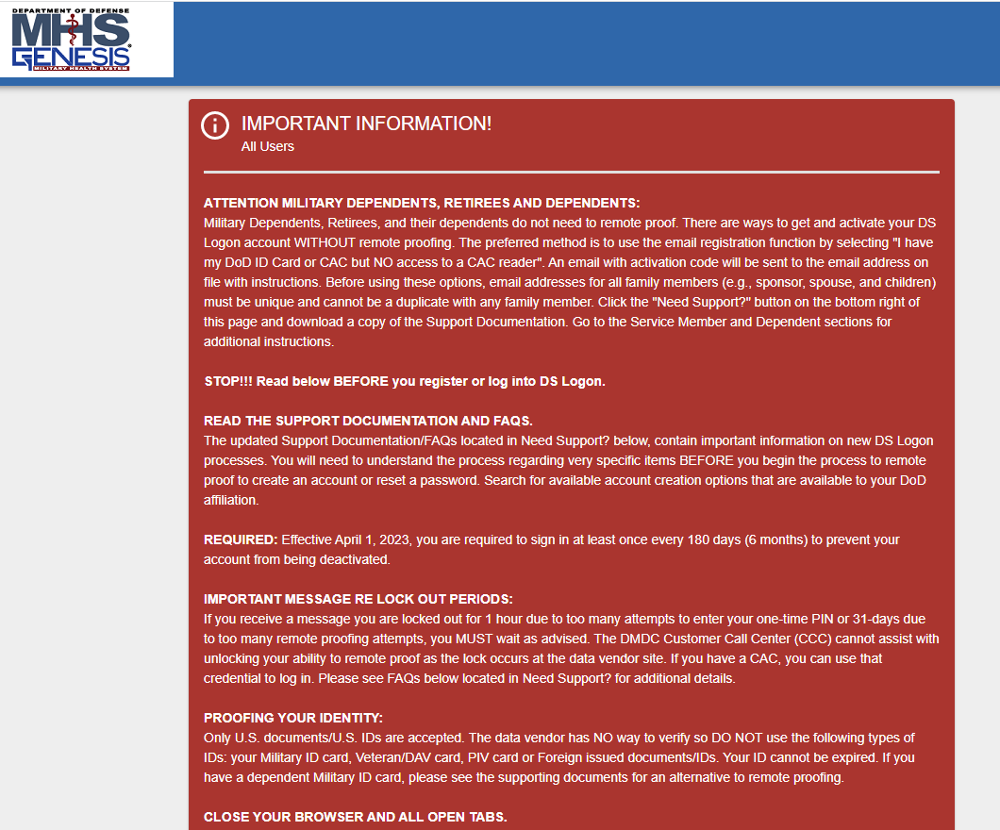 DEPARTMENT OF DEFENSE
MHS
GENESIS®
MILITARY HEALTH SYSTEM
IMPORTANT INFORMATION!
All Users
ATTENTION MILITARY DEPENDENTS, RETIREES AND DEPENDENTS:
Military Dependents, Retirees, and their dependents do not need to remote proof. There are ways to get and activate your DS
Logon account WITHOUT remote proofing. The preferred method is to use the email registration function by selecting "I have
my DoD ID Card or CAC but NO access to a CAC reader". An email with activation code will be sent to the email address on
file with instructions. Before using these options, email addresses for all family members (e.g., sponsor, spouse, and children)
must be unique and cannot be a duplicate with any family member. Click the "Need Support?" button on the bottom right of
this page and download a copy of the Support Documentation. Go to the Service Member and Dependent sections for
additional instructions.
STOP!!! Read below BEFORE you register or log into DS Logon.
READ THE SUPPORT DOCUMENTATION AND FAQS.
The updated Support Documentation/FAQs located in Need Support? below, contain important information on new DS Logon
processes. You will need to understand the process regarding very specific items BEFORE you begin the process to remote
proof to create an account or reset a password. Search for available account creation options that are available to your DoD
affiliation.
REQUIRED: Effective April 1, 2023, you are required to sign in at least once every 180 days (6 months) to prevent your
account from being deactivated.
IMPORTANT MESSAGE RE LOCK OUT PERIODS:
If you receive a message you are locked out for 1 hour due to too many attempts to enter your one-time PIN or 31-days due
to too many remote proofing attempts, you MUST wait as advised. The DMDC Customer Call Center (CCC) cannot assist with
unlocking your ability to remote proof as the lock occurs at the data vendor site. If you have a CAC, you can use that
credential to log in. Please see FAQs below located in Need Support? for additional details.
PROOFING YOUR IDENTITY:
Only U.S. documents/U.S. IDs are accepted. The data vendor has NO way to verify so DO NOT use the following types of
IDs: your Military ID card, Veteran/DAV card, PIV card or Foreign issued documents/IDs. Your ID cannot be expired. If you
have a dependent Military ID card, please see the supporting documents for an alternative to remote proofing.
CLOSE YOUR BROWSER AND ALL OPEN TABS.